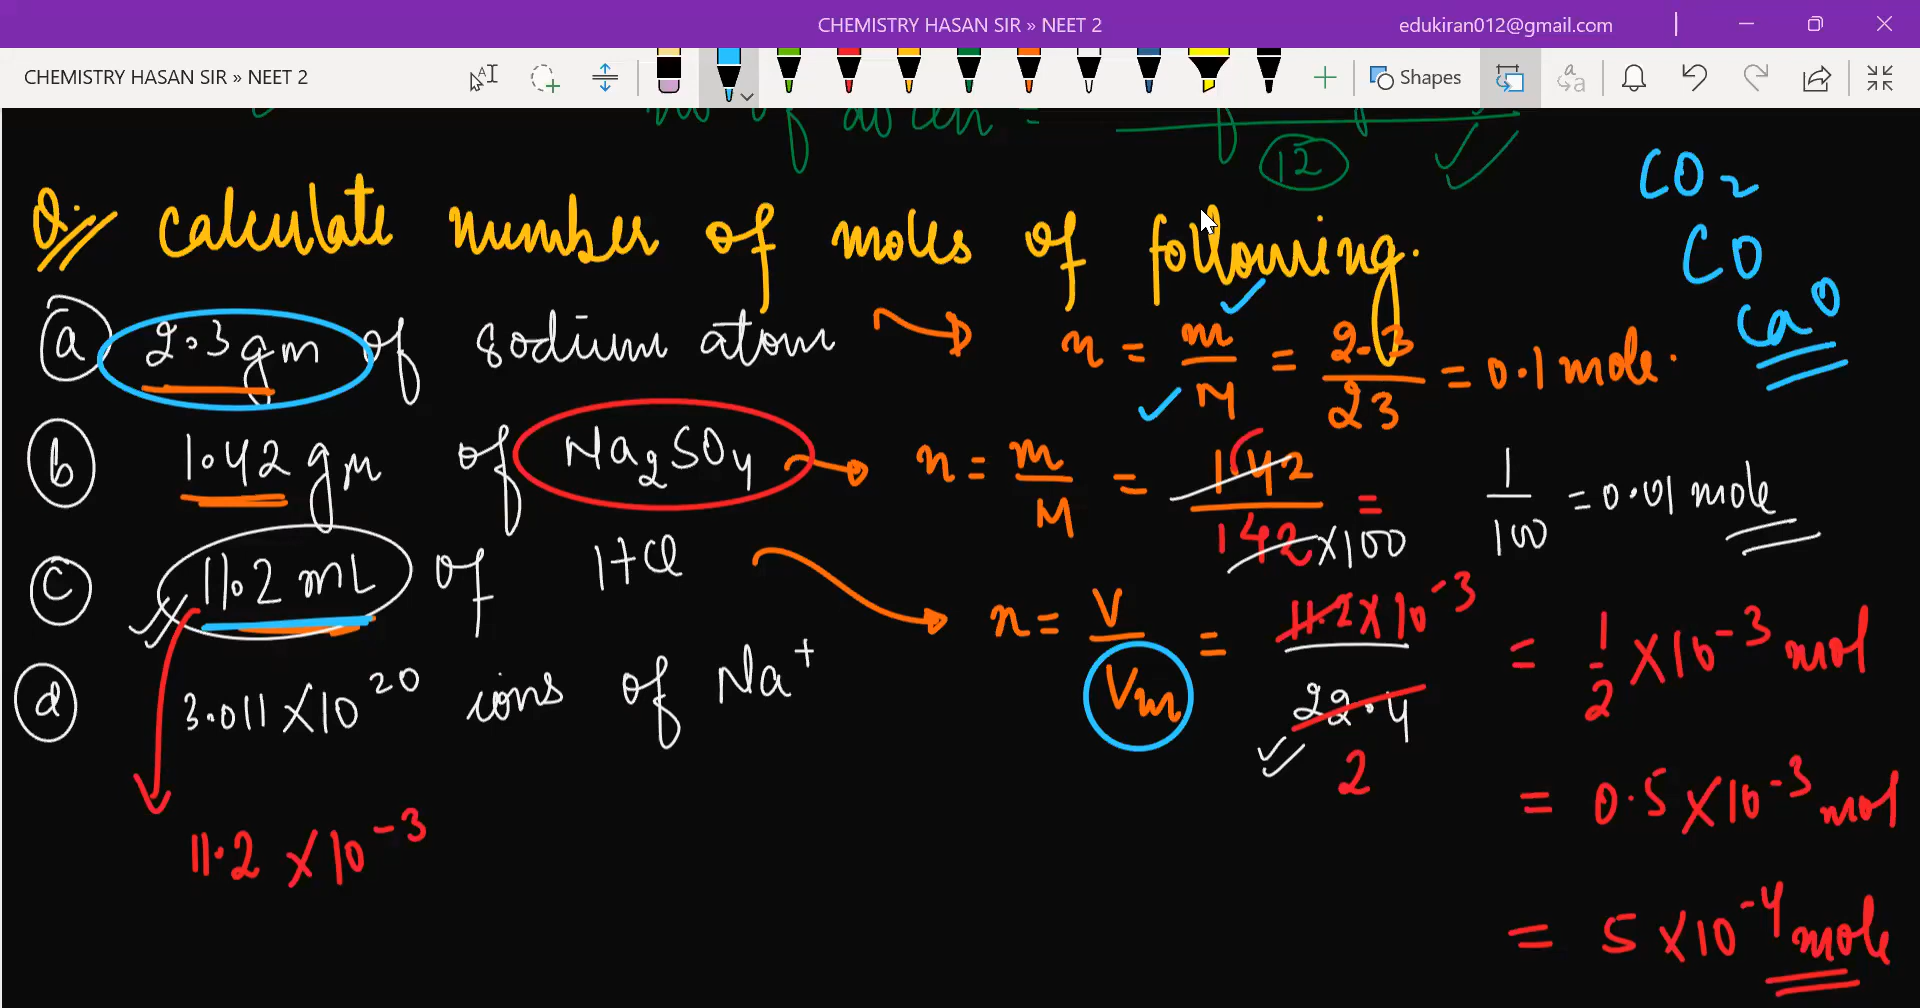 CHEMISTRY HASAN SIR » NEET 2
edukiran012@gmail.com
CHEMISTRY HASAN SIR » NEET 2
Shapes
no of dozen =
12
CO2
CO
CaO
Q. calculate number of moles of following.
a 2.3 gm of sodium atom
n = m/M = 2.3/23 = 0.1 mole.
b 1.42 gm of Na2SO4
n = m/M = 142/142×100 = 1/100 = 0.01 mole
c 11.2 mL of HCl
n = V/Vm = 11.2×10^-3/22.4 = 1/2 × 10^-3 mol
2
d 3.011×10^20 ions of Na+
= 0.5×10^-3 mol
11.2 ×10^-3
= 5×10^-4 mole